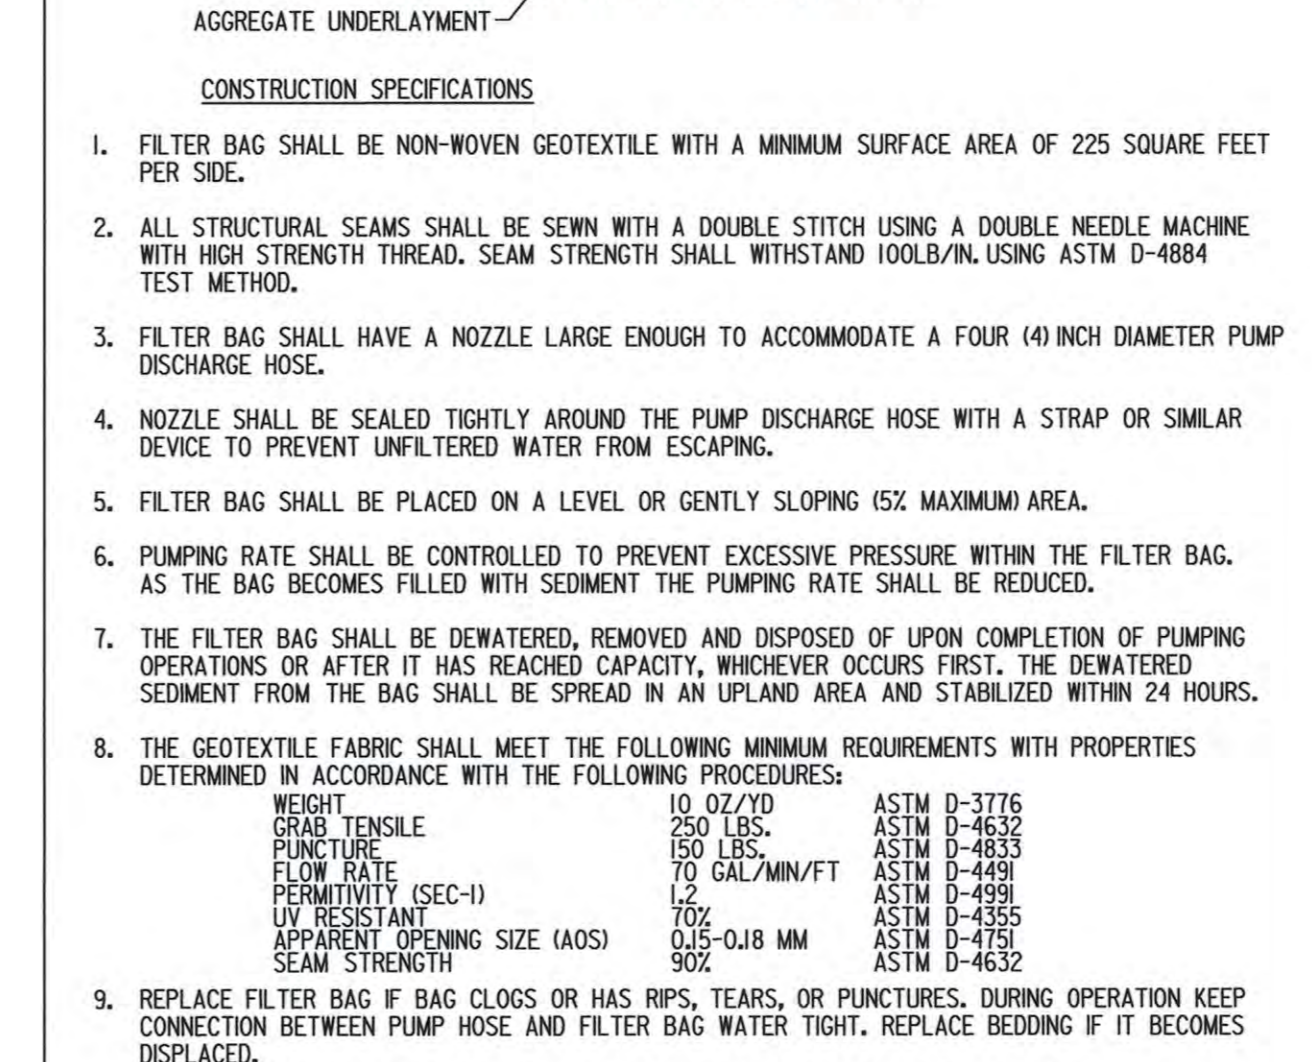 AGGREGATE UNDERLAYMENT
CONSTRUCTION SPECIFICATIONS
1. FILTER BAG SHALL BE NON-WOVEN GEOTEXTILE WITH A MINIMUM SURFACE AREA OF 225 SQUARE FEET
PER SIDE.
2. ALL STRUCTURAL SEAMS SHALL BE SEWN WITH A DOUBLE STITCH USING A DOUBLE NEEDLE MACHINE
WITH HIGH STRENGTH THREAD. SEAM STRENGTH SHALL WITHSTAND 100LB/IN. USING ASTM D-4884
TEST METHOD.
3. FILTER BAG SHALL HAVE A NOZZLE LARGE ENOUGH TO ACCOMMODATE A FOUR (4) INCH DIAMETER PUMP
DISCHARGE HOSE.
4. NOZZLE SHALL BE SEALED TIGHTLY AROUND THE PUMP DISCHARGE HOSE WITH A STRAP OR SIMILAR
DEVICE TO PREVENT UNFILTERED WATER FROM ESCAPING.
5. FILTER BAG SHALL BE PLACED ON A LEVEL OR GENTLY SLOPING (5% MAXIMUM) AREA.
6. PUMPING RATE SHALL BE CONTROLLED TO PREVENT EXCESSIVE PRESSURE WITHIN THE FILTER BAG.
AS THE BAG BECOMES FILLED WITH SEDIMENT THE PUMPING RATE SHALL BE REDUCED.
7. THE FILTER BAG SHALL BE DEWATERED, REMOVED AND DISPOSED OF UPON COMPLETION OF PUMPING
OPERATIONS OR AFTER IT HAS REACHED CAPACITY, WHICHEVER OCCURS FIRST. THE DEWATERED
SEDIMENT FROM THE BAG SHALL BE SPREAD IN AN UPLAND AREA AND STABILIZED WITHIN 24 HOURS.
8. THE GEOTEXTILE FABRIC SHALL MEET THE FOLLOWING MINIMUM REQUIREMENTS WITH PROPERTIES
DETERMINED IN ACCORDANCE WITH THE FOLLOWING PROCEDURES:
WEIGHT 10 OZ/YD ASTM D-3776
GRAB TENSILE 250 LBS. ASTM D-4632
PUNCTURE 150 LBS. ASTM D-4833
FLOW RATE 70 GAL/MIN/FT ASTM D-4491
PERMITIVITY (SEC-1) 1.2 ASTM D-4991
UV RESISTANT 70% ASTM D-4355
APPARENT OPENING SIZE (AOS) 0.15-0.18 MM ASTM D-4751
SEAM STRENGTH 90% ASTM D-4632
9. REPLACE FILTER BAG IF BAG CLOGS OR HAS RIPS, TEARS, OR PUNCTURES. DURING OPERATION KEEP
CONNECTION BETWEEN PUMP HOSE AND FILTER BAG WATER TIGHT. REPLACE BEDDING IF IT BECOMES
DISPLACED.